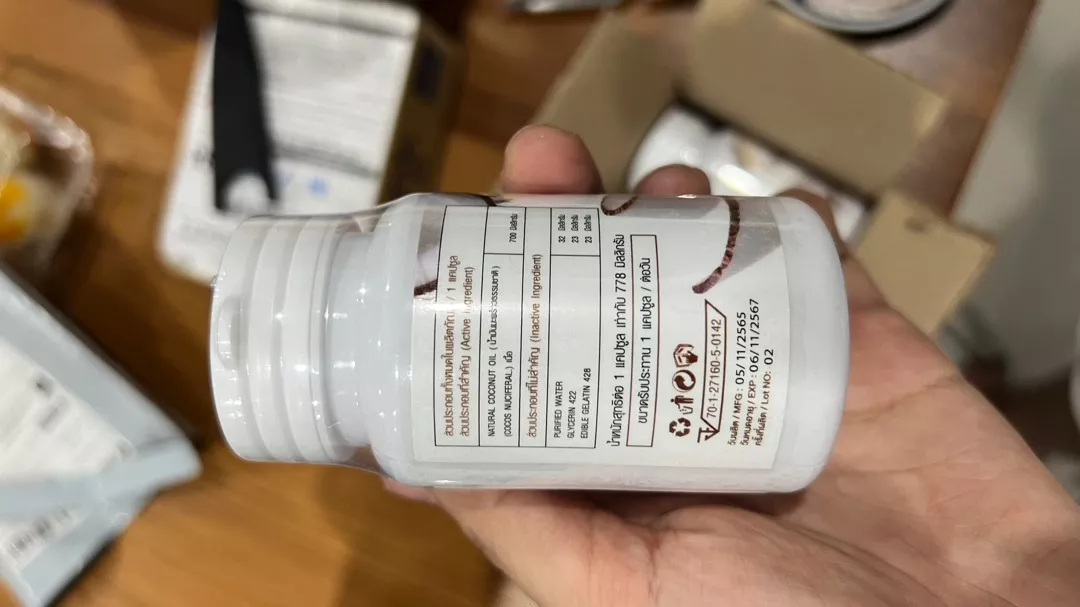 ส่วนประกอบทั้งหมดในผลิตภัณฑ์ / 1 แคปซูล
ส่วนประกอบที่สำคัญ (Active Ingredient)
NATURAL COCONUT OIL ( น้ำมันมะพร้าวธรรมชาติ ) 700 มิลลิกรัม
(COCOS NUCIFERAL)
ส่วนประกอบที่ไม่สำคัญ (Inactive Ingredient)
PURIFIED WATER 32 มิลลิกรัม
GLYCERIN 422 23 มิลลิกรัม
EDIBLE GELATIN 428 23 มิลลิกรัม
น้ำหนักสุทธิต่อ 1 แคปซูล เท่ากับ 778 มิลลิกรัม
ขนาดรับประทาน 1 แคปซูล / ต่อวัน
70-1-27160-5-0142
วันผลิต / MFG : 05/11/2565
วันหมดอายุ / EXP : 06/11/2567
ครั้งที่ผลิต / Lot NO: 02